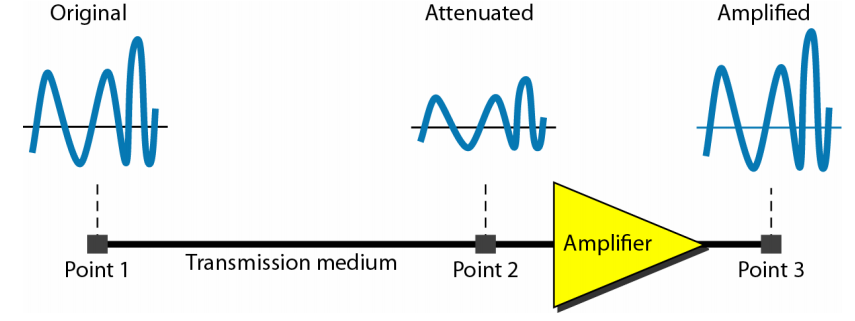 Original
Attenuated
Amplified
Amplifier
Point 1
Transmission medium
Point 2
Point 3